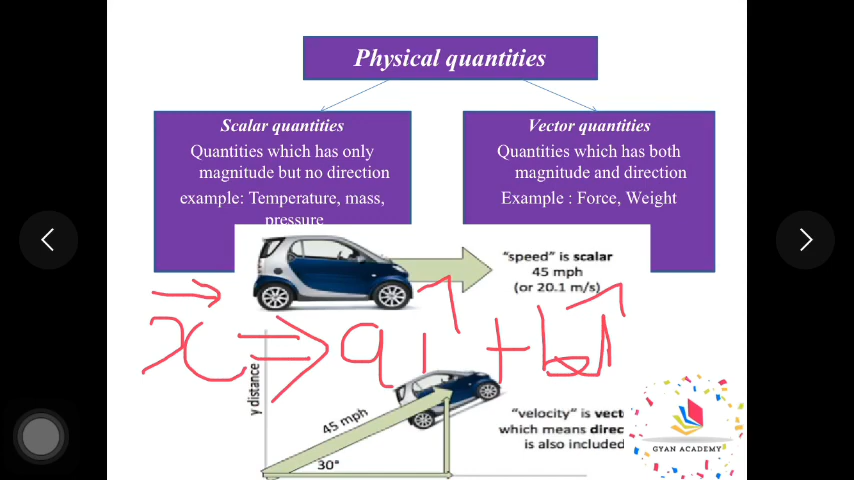 Physical quantities
Scalar quantities
Quantities which has only
magnitude but no direction
example: Temperature, mass,
pressure
Vector quantities
Quantities which has both
magnitude and direction
Example : Force, Weight
"speed" is scalar
45 mph
(or 20.1 m/s)
x ⇒ a i + b
y distance
45 mph
30°
"velocity" is vect
which means direc
is also included
GYAN ACADEMY